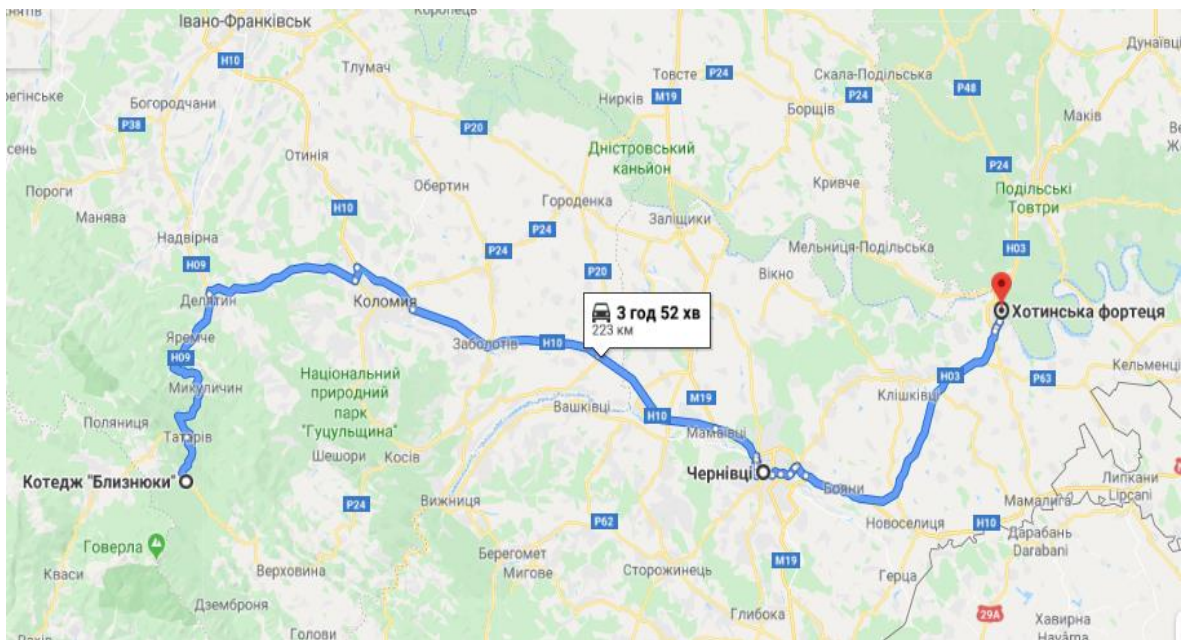 Івано-Франківськ
H10
Тлумач
Товсте
P24
Скала-Подільська
P48
Дунаївці
Нирків
M19
Борщів
P24
Маків
Богородчани
P38
P20
Дністровський
каньйон
P24
Отинія
Обертин
Кривче
Подільські
Товтри
Пороги
Манява
H10
Городенка
Заліщики
P24
P24
H03
Надвірна
H09
Мельниця-Подільська
P20
Вікно
Делятин
Коломия
3 год 52 хв
223 км
Хотинська фортеця
Яремче
H09
Заболотів
H10
Микуличин
Національний
природний
парк
"Гуцульщина"
Кельменці
H03
P63
Клішківці
M19
Вашківці
H10
Мамаївці
Поляниця
Татарів
Шешори
Косів
Котедж "Близнюки"
Чернівці
Бояни
Липкани
Lipcani
Вижниця
P24
Мамалига
Новоселиця
H10
P62
Дарабань
Darabani
Говерла
Берегомет
M19
Верховина
Мигове
Сторожинець
Герца
Кваси
Дземброня
Глибока
29A
Хавирна
Голови